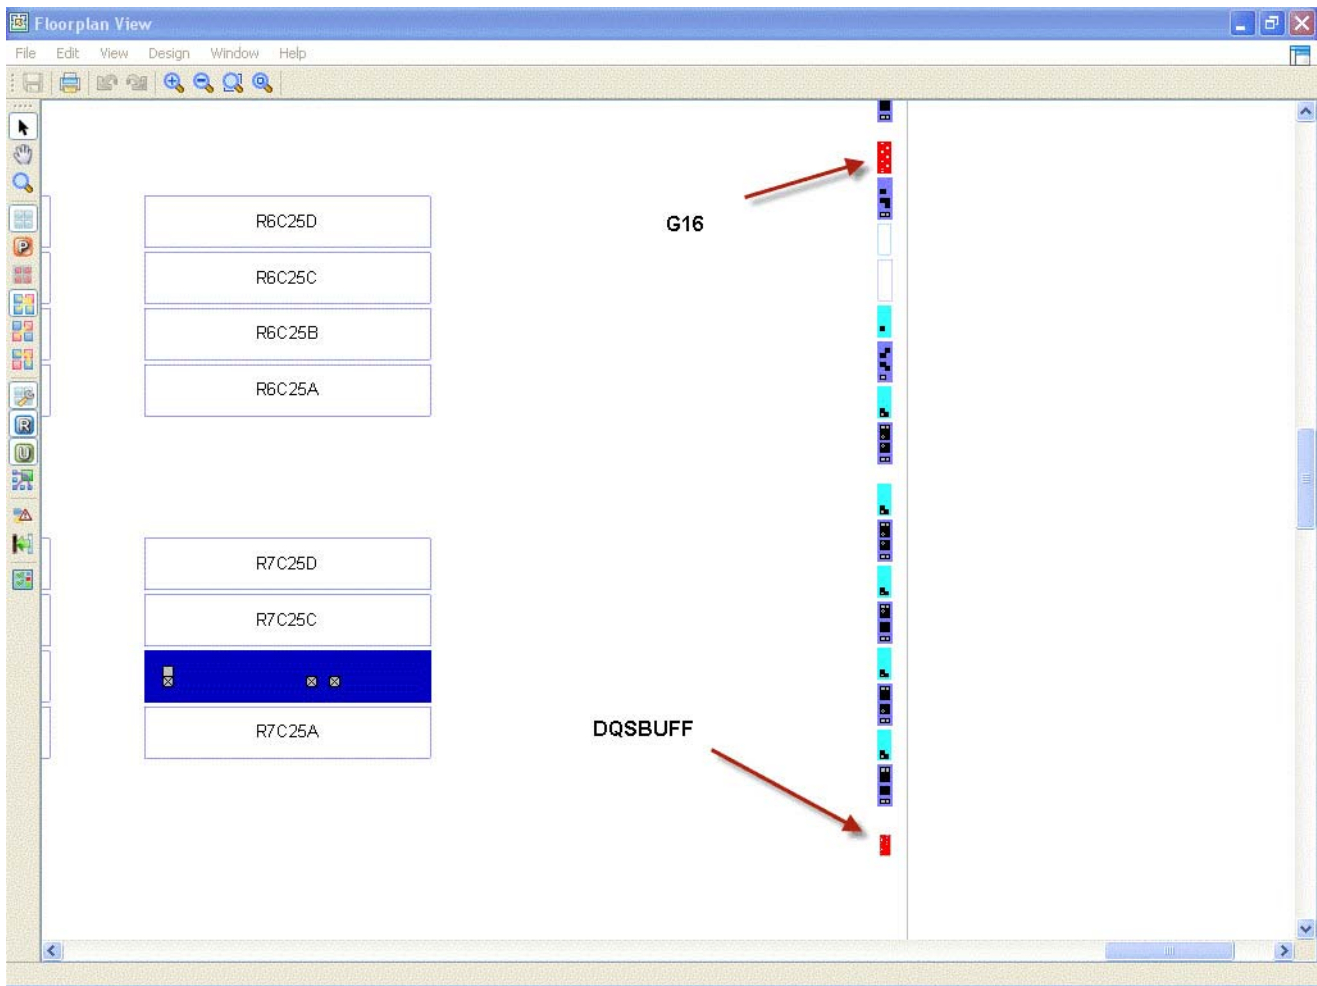 Floorplan View
File Edit View Design Window Help
R6C25D
G16
R6C25C
R6C25B
R6C25A
R7C25D
R7C25C
DQSBUFF
R7C25A